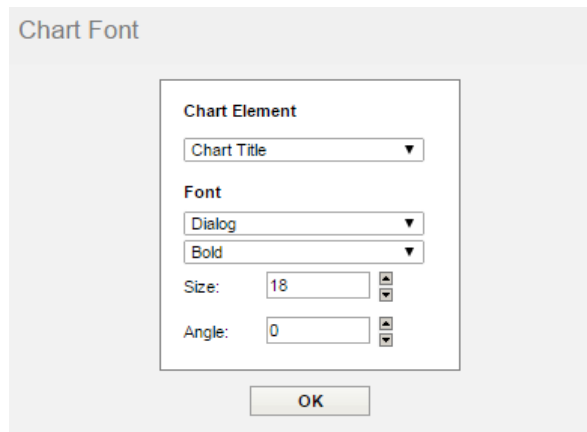 Chart Font
Chart Element
Chart Title
Font
Dialog
Bold
Size: 18
Angle: 0
OK